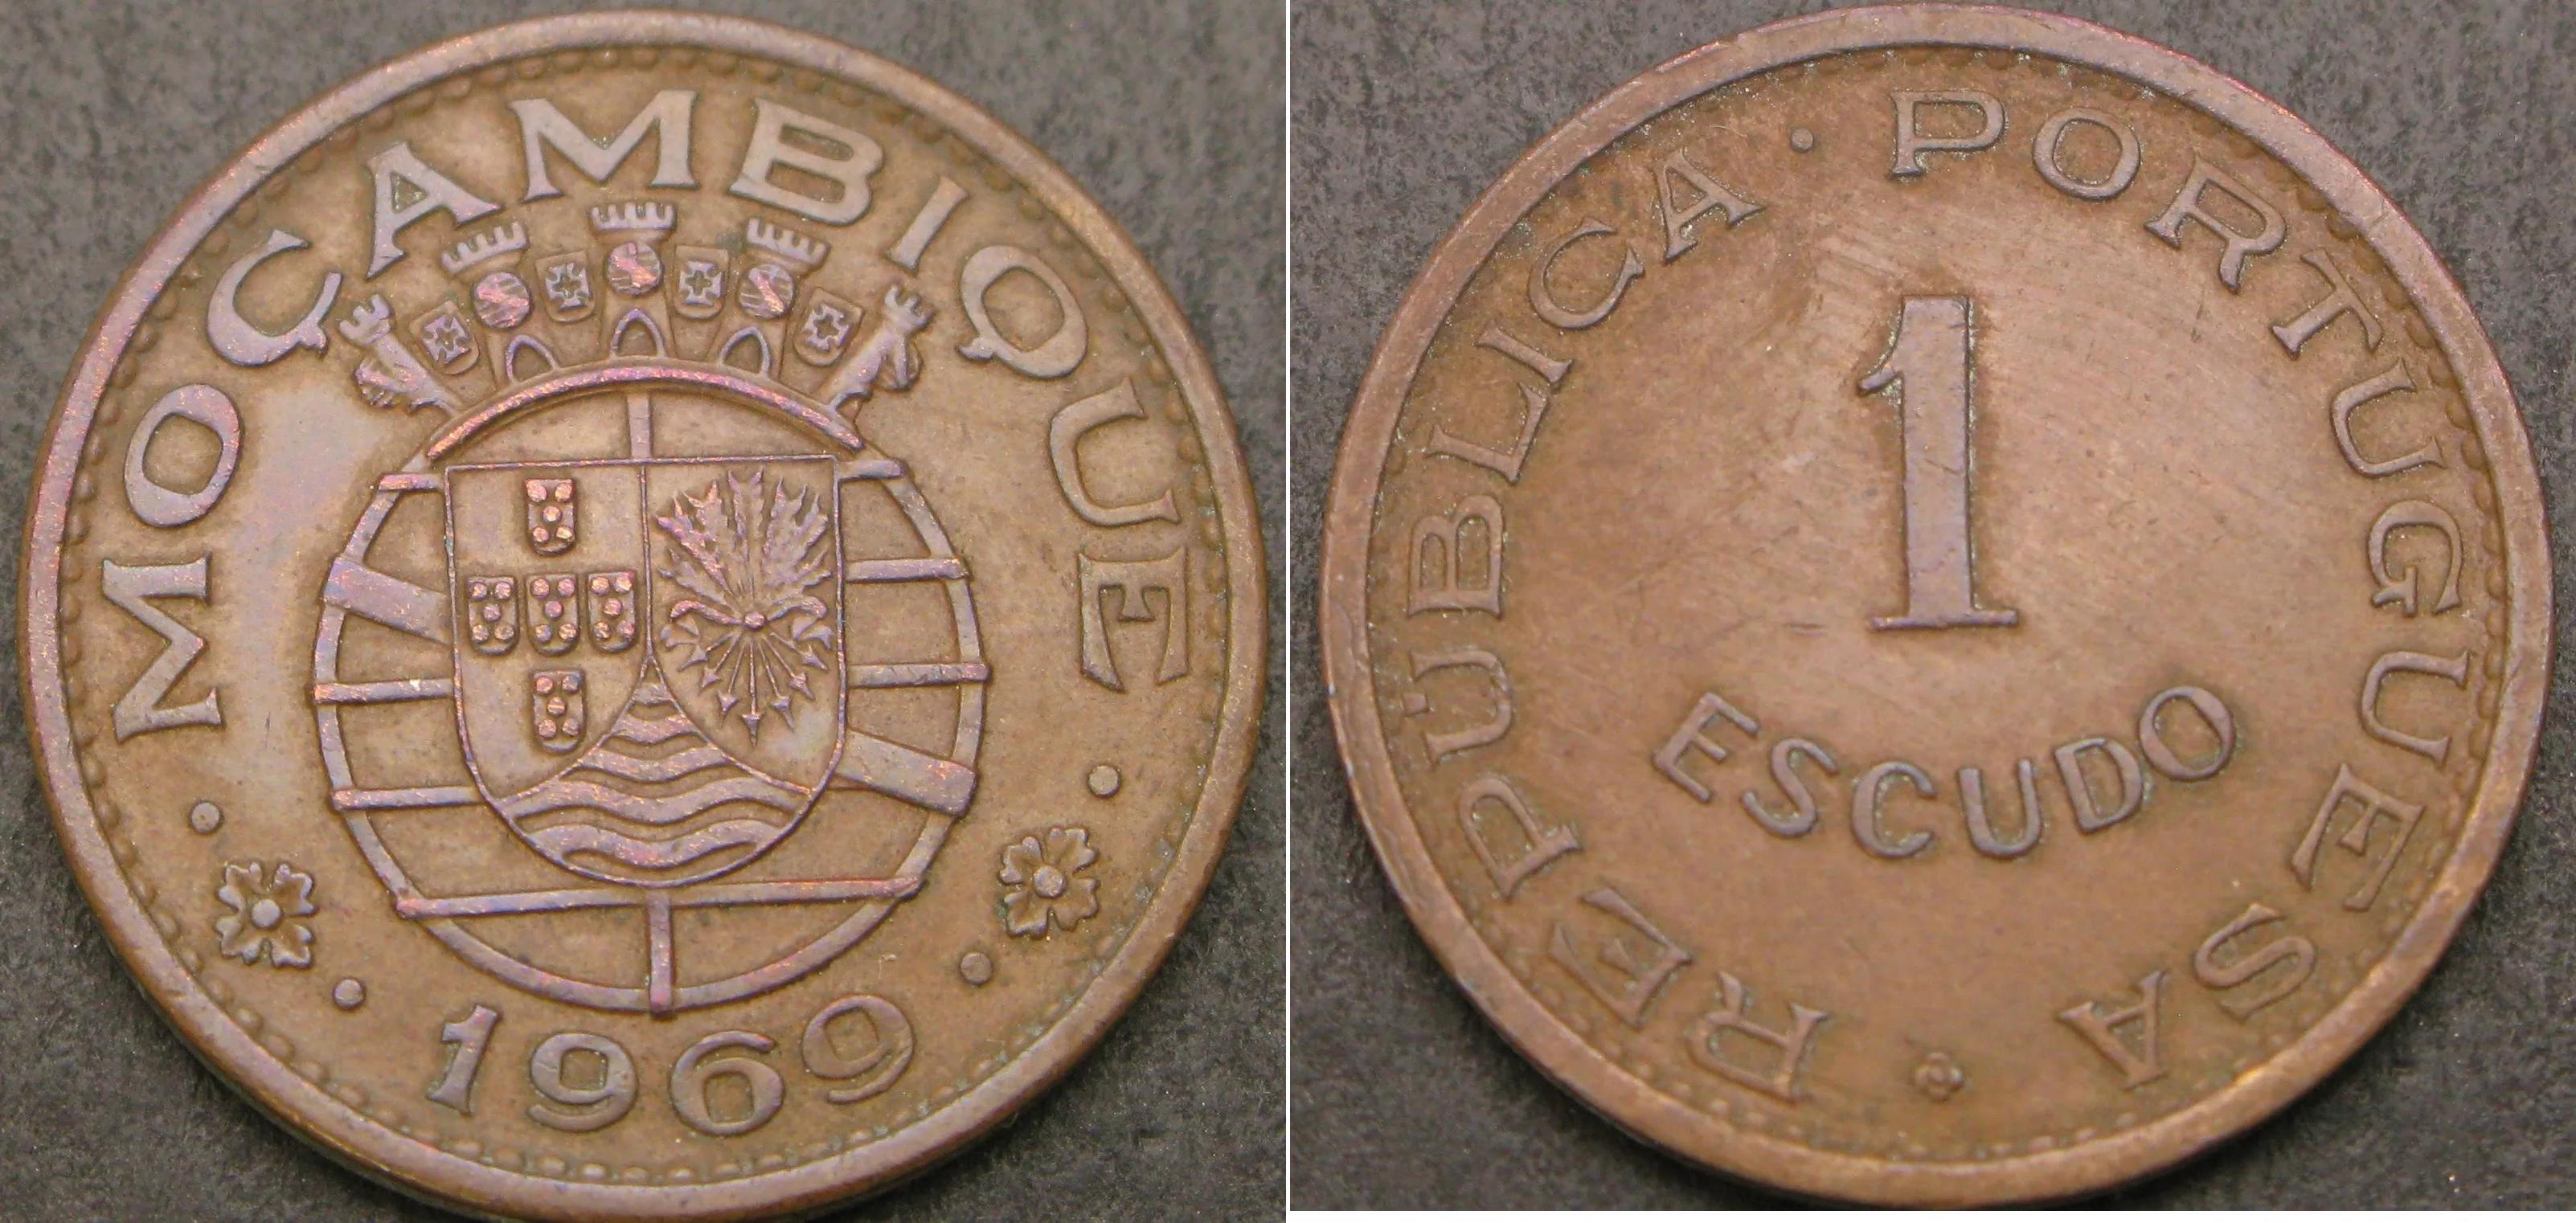 MOÇAMBIQUE
1969
REPÚBLICA · PORTUGUESA
1
ESCUDO